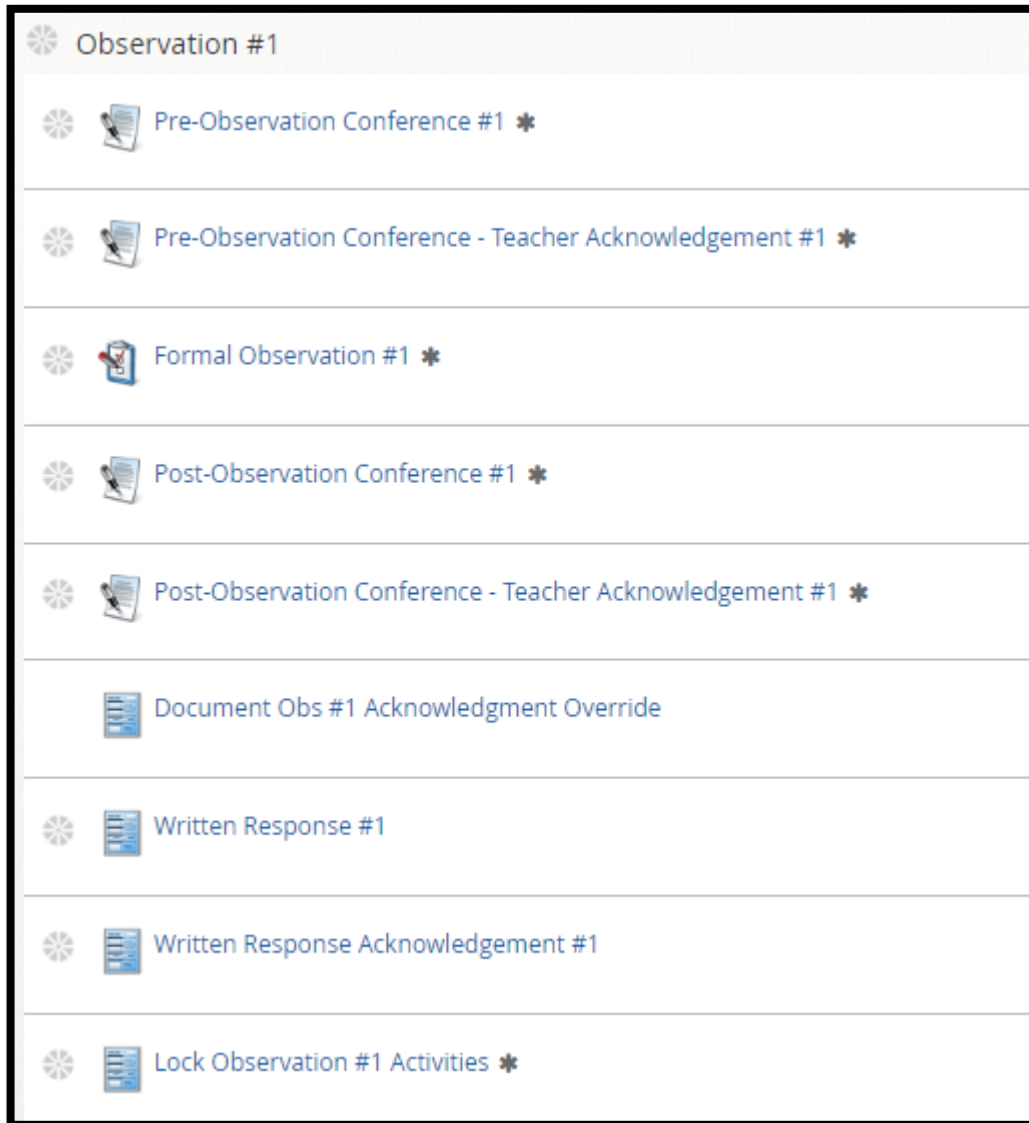 Observation #1
Pre-Observation Conference #1 ✱
Pre-Observation Conference - Teacher Acknowledgement #1 ✱
Formal Observation #1 ✱
Post-Observation Conference #1 ✱
Post-Observation Conference - Teacher Acknowledgement #1 ✱
Document Obs #1 Acknowledgment Override
Written Response #1
Written Response Acknowledgement #1
Lock Observation #1 Activities ✱